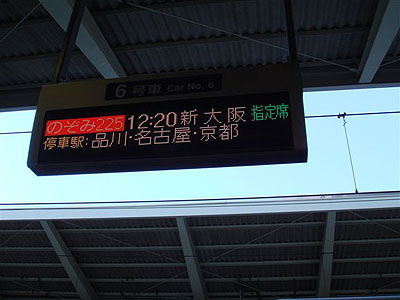 6号車 Car No. 6
のぞみ225 12:20 新大阪 指定席
停車駅:品川・名古屋・京都